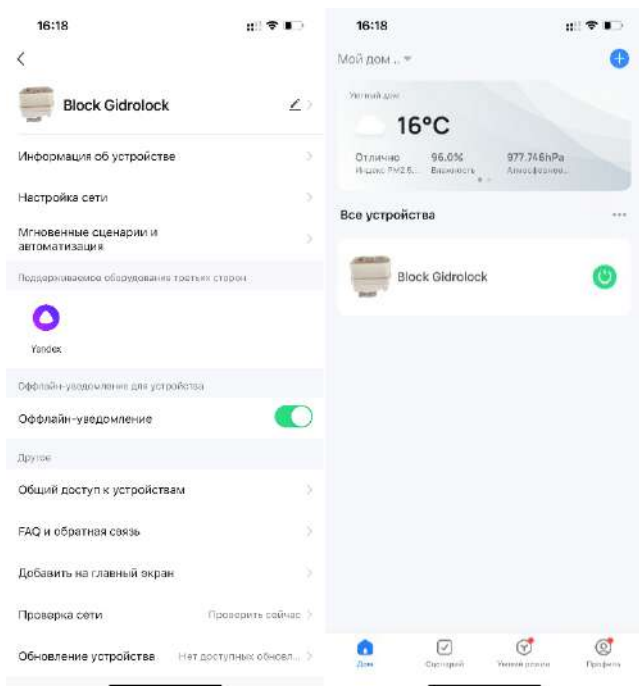 16:18
Block Gidrolock
Информация об устройстве
Настройка сети
Мгновенные сценарии и
автоматизация
Поддерживаемое оборудование третьих сторон
Yandex
Оффлайн-уведомление для устройства
Оффлайн-уведомление
Другое
Общий доступ к устройствам
FAQ и обратная связь
Добавить на главный экран
Проверка сети Проверить сейчас
Обновление устройства Нет доступных обновл...
16:18
Мой дом ..
Умный дом
16°C
Отлично 96.0% 977.746hPa
Индекс PM2.5... Влажность Атмосферное...
Все устройства
Block Gidrolock
Дом Сценарий Умный режим Профиль